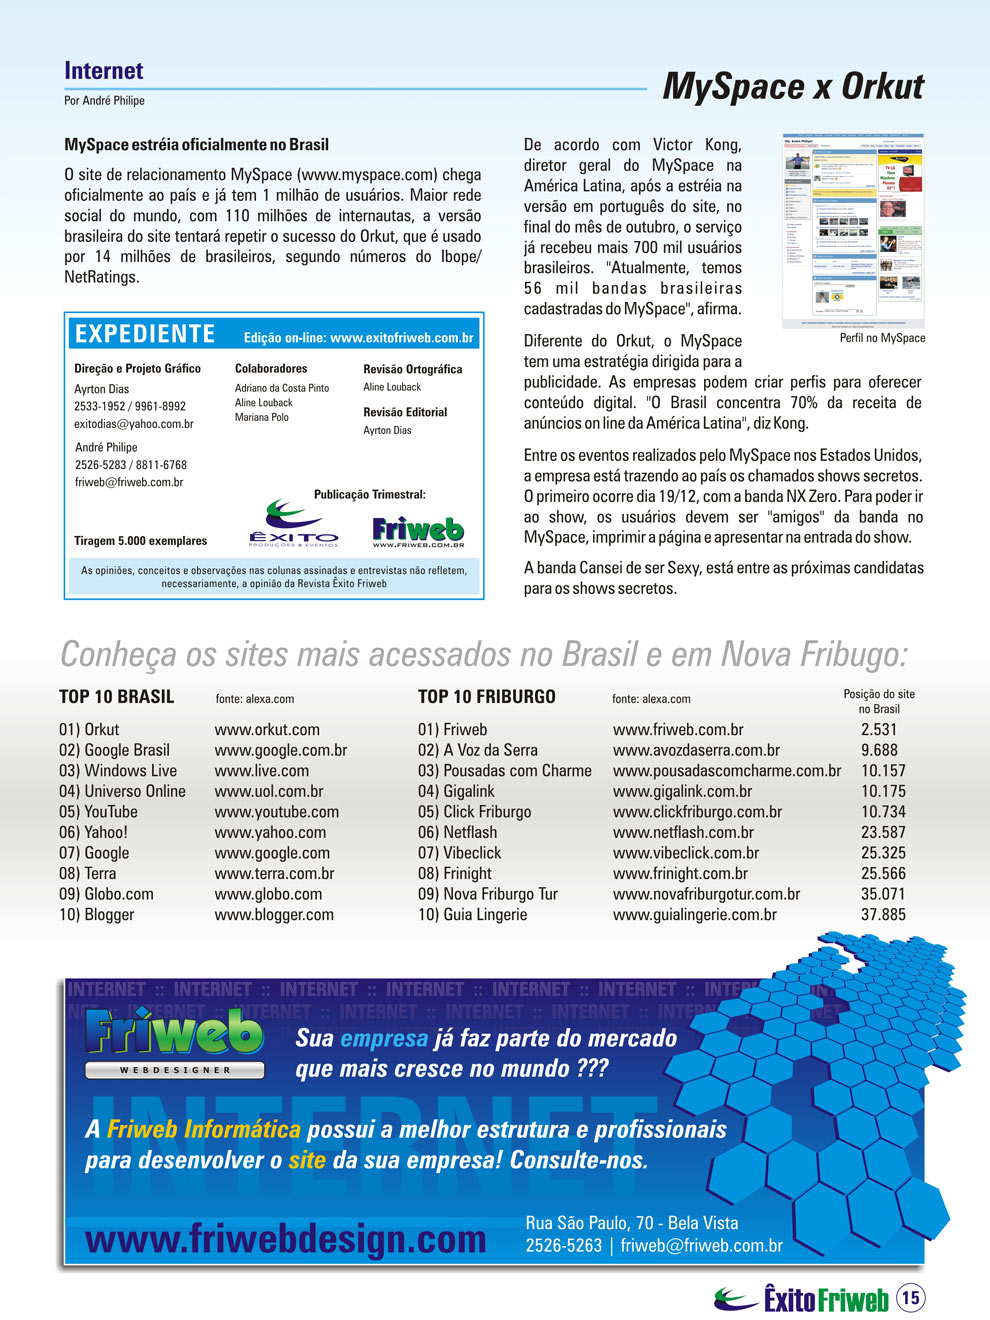 Internet
Por André Philipe
MySpace x Orkut
MySpace estréia oficialmente no Brasil
O site de relacionamento MySpace (www.myspace.com) chega
oficialmente ao país e já tem 1 milhão de usuários. Maior rede
social do mundo, com 110 milhões de internautas, a versão
brasileira do site tentará repetir o sucesso do Orkut, que é usado
por 14 milhões de brasileiros, segundo números do Ibope/
NetRatings.
EXPEDIENTE
Edição on-line: www.exitofriweb.com.br
Direção e Projeto Gráfico
Ayrton Dias
2533-1952 / 9961-8992
exitodias@yahoo.com.br
André Philipe
2526-5283 / 8811-6768
friweb@friweb.com.br
Tiragem 5.000 exemplares
Colaboradores
Adriano da Costa Pinto
Aline Louback
Mariana Polo
Revisão Ortográfica
Aline Louback
Revisão Editorial
Ayrton Dias
Publicação Trimestral:
ÊXITO
PRODUÇÕES & EVENTOS
Friweb
WWW.FRIWEB.COM.BR
As opiniões, conceitos e observações nas colunas assinadas e entrevistas não refletem,
necessariamente, a opinião da Revista Êxito Friweb
De acordo com Victor Kong,
diretor geral do MySpace na
América Latina, após a estréia na
versão em português do site, no
final do mês de outubro, o serviço
já recebeu mais 700 mil usuários
brasileiros. "Atualmente, temos
56 mil bandas brasileiras
cadastradas do MySpace", afirma.
Perfil no MySpace
Diferente do Orkut, o MySpace
tem uma estratégia dirigida para a
publicidade. As empresas podem criar perfis para oferecer
conteúdo digital. "O Brasil concentra 70% da receita de
anúncios on line da América Latina", diz Kong.
Entre os eventos realizados pelo MySpace nos Estados Unidos,
a empresa está trazendo ao país os chamados shows secretos.
O primeiro ocorre dia 19/12, com a banda NX Zero. Para poder ir
ao show, os usuários devem ser "amigos" da banda no
MySpace, imprimir a página e apresentar na entrada do show.
A banda Cansei de ser Sexy, está entre as próximas candidatas
para os shows secretos.
Conheça os sites mais acessados no Brasil e em Nova Fribugo:
TOP 10 BRASIL fonte: alexa.com
01) Orkut www.orkut.com
02) Google Brasil www.google.com.br
03) Windows Live www.live.com
04) Universo Online www.uol.com.br
05) YouTube www.youtube.com
06) Yahoo! www.yahoo.com
07) Google www.google.com
08) Terra www.terra.com.br
09) Globo.com www.globo.com
10) Blogger www.blogger.com
TOP 10 FRIBURGO fonte: alexa.com
Posição do site
no Brasil
01) Friweb www.friweb.com.br 2.531
02) A Voz da Serra www.avozdaserra.com.br 9.688
03) Pousadas com Charme www.pousadascomcharme.com.br 10.157
04) Gigalink www.gigalink.com.br 10.175
05) Click Friburgo www.clickfriburgo.com.br 10.734
06) Netflash www.netflash.com.br 23.587
07) Vibeclick www.vibeclick.com.br 25.325
08) Frinight www.frinight.com.br 25.566
09) Nova Friburgo Tur www.novafriburgotur.com.br 35.071
10) Guia Lingerie www.guialingerie.com.br 37.885
INTERNET :: INTERNET :: INTERNET :: INTERNET :: INTERNET :: INTERNET ::
Friweb
WEBDESIGNER
Sua empresa já faz parte do mercado
que mais cresce no mundo ???
INTERNET
A Friweb Informática possui a melhor estrutura e profissionais
para desenvolver o site da sua empresa! Consulte-nos.
www.friwebdesign.com
Rua São Paulo, 70 - Bela Vista
2526-5263 | friweb@friweb.com.br
ÊxitoFriweb 15